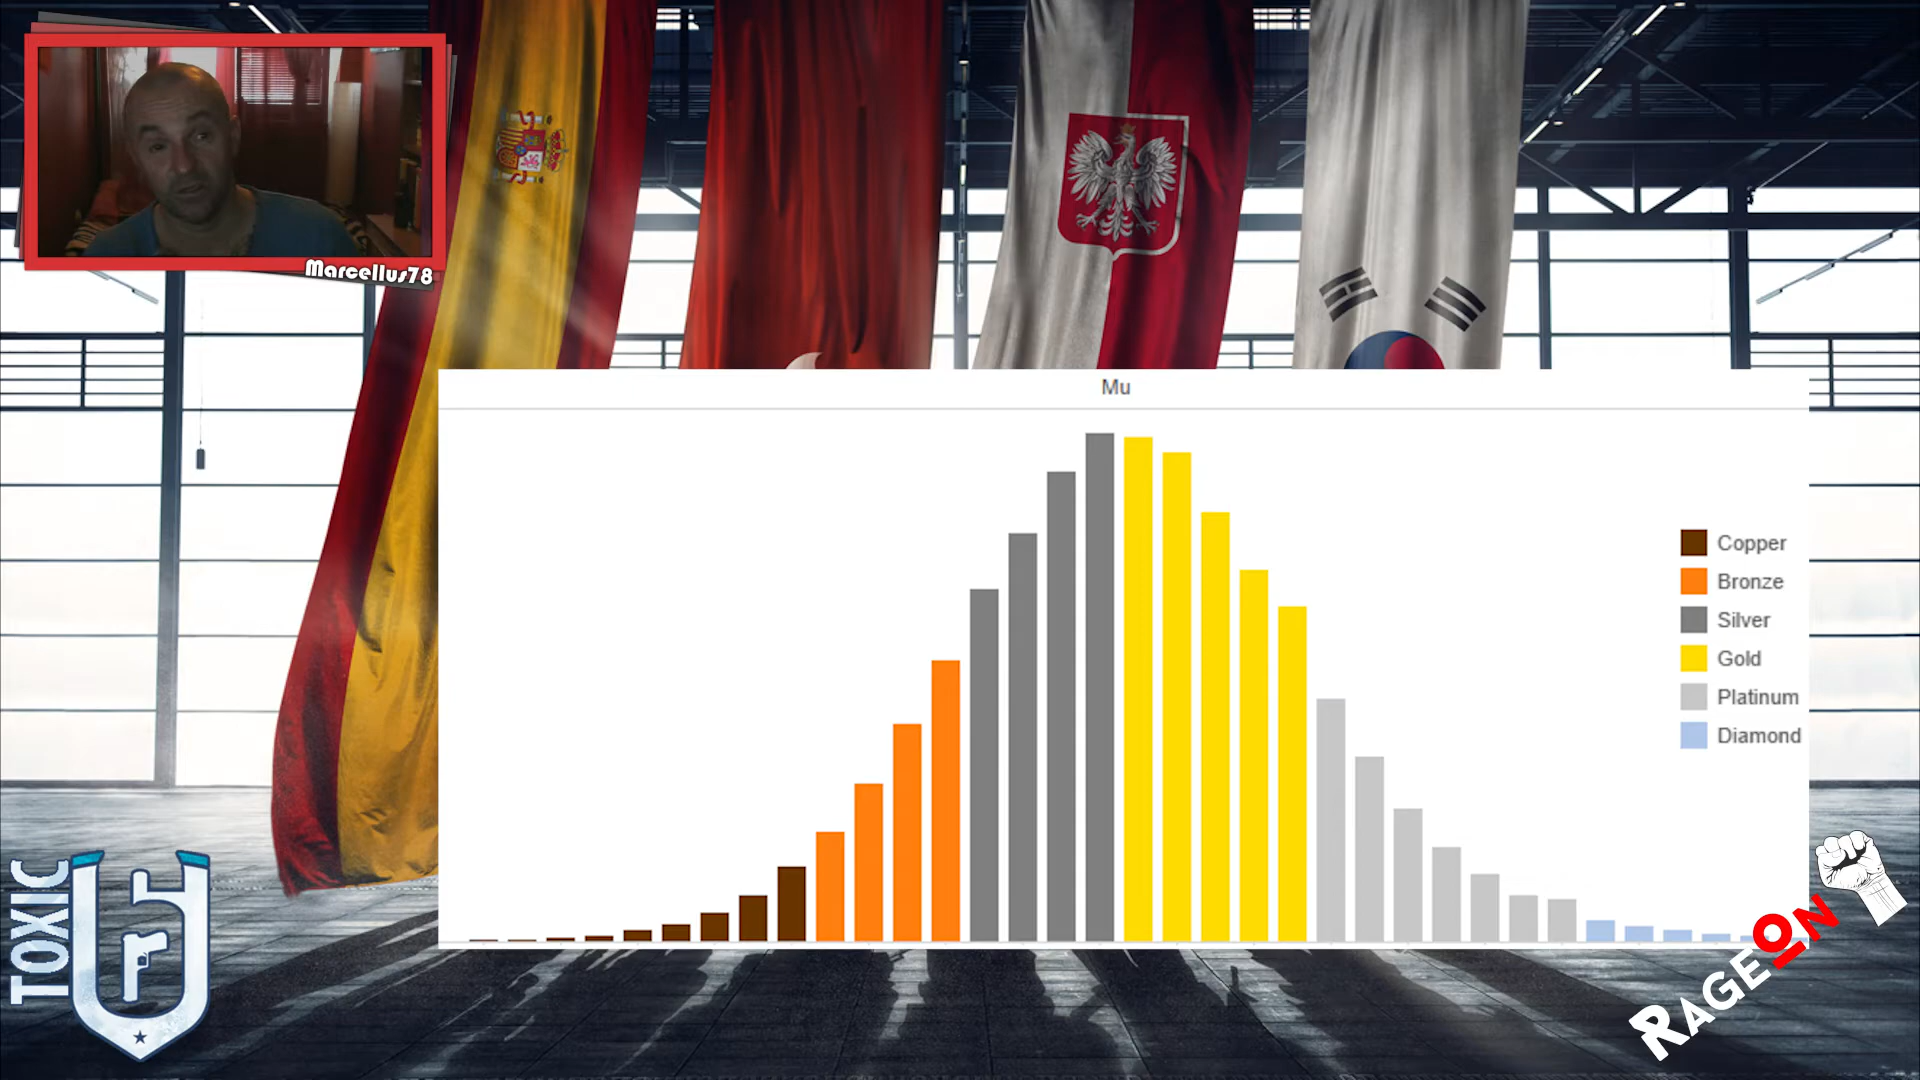 Marcellus78
Mu
Copper
Bronze
Silver
Gold
Platinum
Diamond
TOXIC
RAGEON